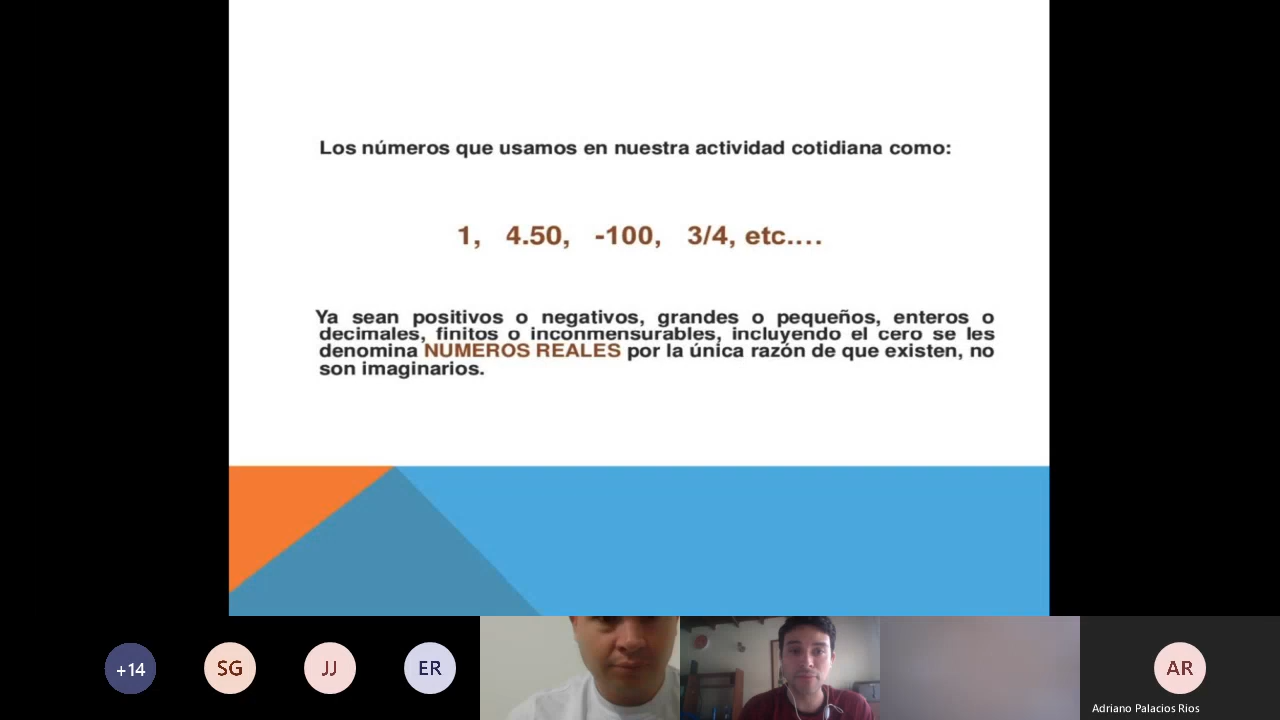 Los números que usamos en nuestra actividad cotidiana como:
1, 4.50, -100, 3/4, etc....
Ya sean positivos o negativos, grandes o pequeños, enteros o
decimales, finitos o inconmensurables, incluyendo el cero se les
denomina NUMEROS REALES por la única razón de que existen, no
son imaginarios.
+14
SG
JJ
ER
AR
Adriano Palacios Rios